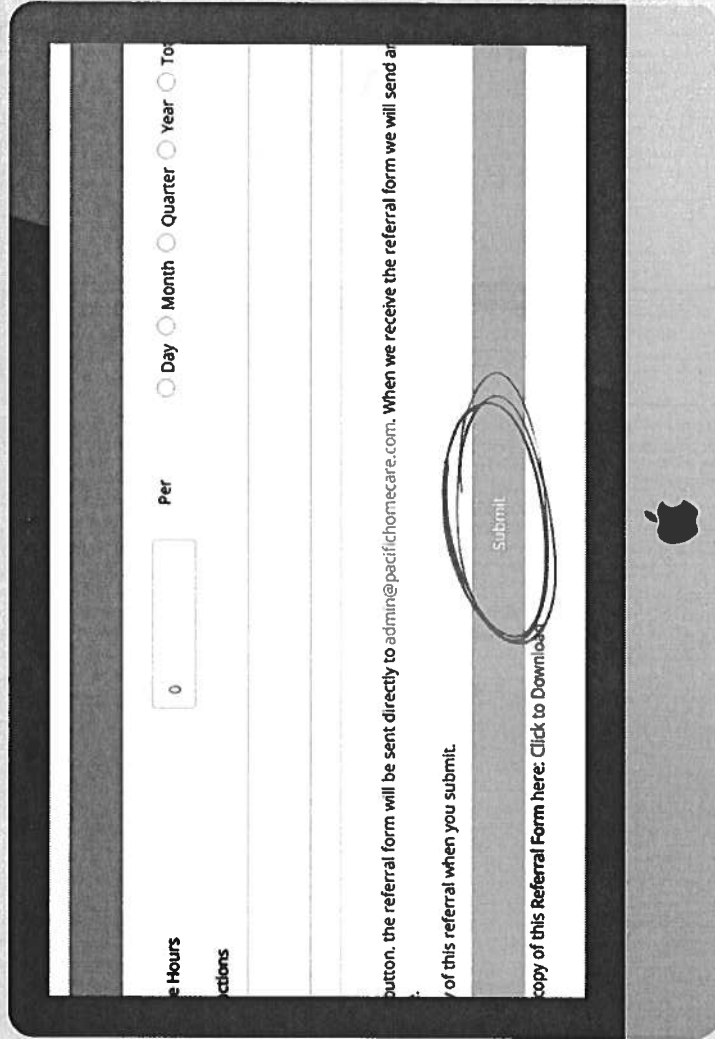 e Hours 0 Per Day Month Quarter Year
ctions
button, the referral form will be sent directly to admin@pacifichomecare.com. When we receive the referral form we will send
of this referral when you submit.
Submit
copy of this Referral Form here: Click to Download